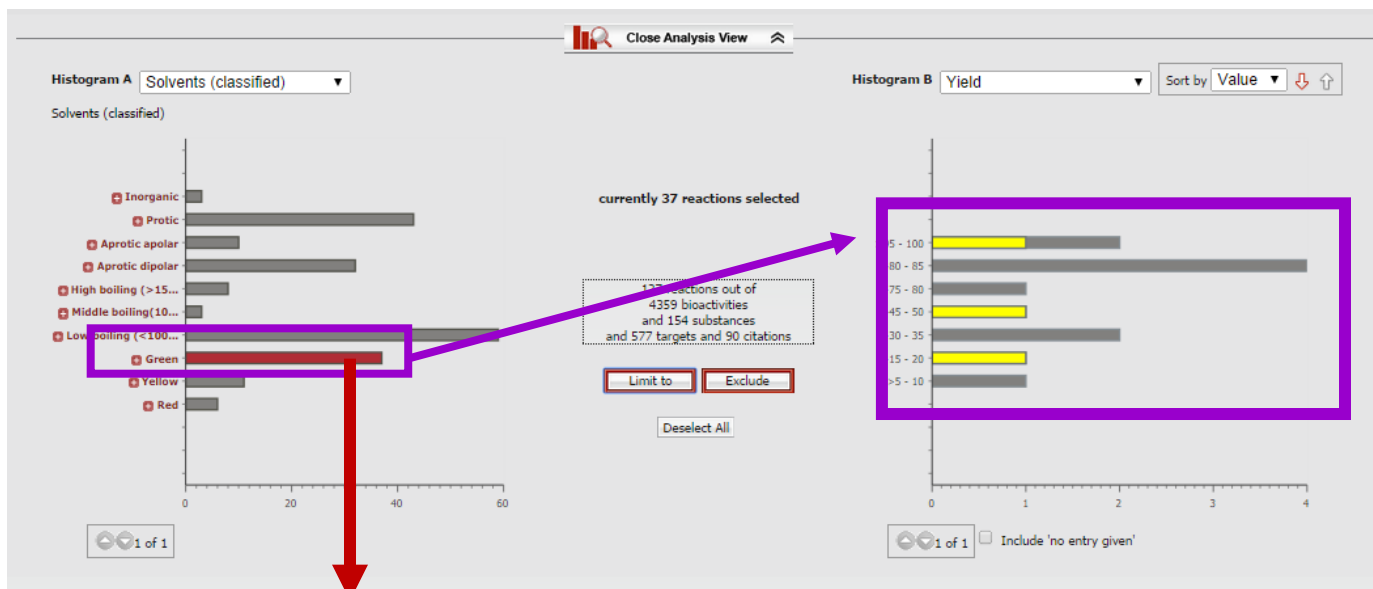 Close Analysis View
Histogram A Solvents (classified)
Histogram B Yield Sort by Value
Solvents (classified)
Inorganic
Protic
Aprotic apolar
Aprotic dipolar
High boiling (>15...
Middle boiling(10...
Low boiling (<100...
Green
Yellow
Red
0 20 40 60
1 of 1
currently 37 reactions selected
reactions out of
4359 bioactivities
and 154 substances
and 577 targets and 90 citations
Limit to Exclude
Deselect All
95 - 100
80 - 85
75 - 80
45 - 50
30 - 35
15 - 20
>5 - 10
0 1 2 3 4
1 of 1 Include 'no entry given'